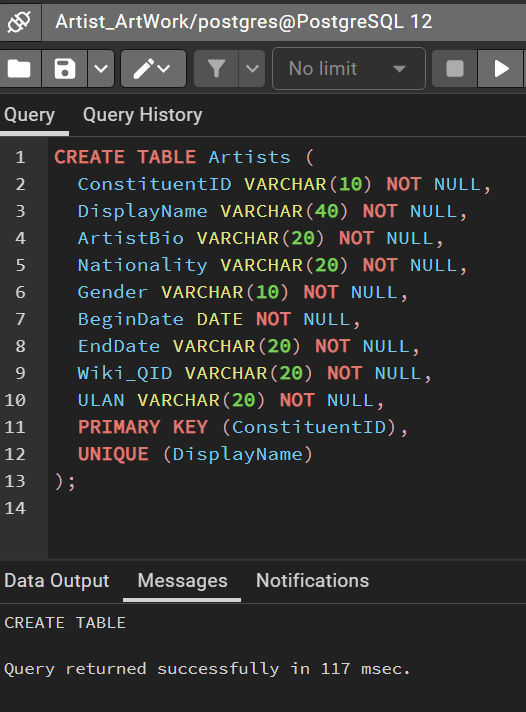 Artist_ArtWork/postgres@PostgreSQL 12
No limit
Query Query History
1 CREATE TABLE Artists (
2 ConstituentID VARCHAR(10) NOT NULL,
3 DisplayName VARCHAR(40) NOT NULL,
4 ArtistBio VARCHAR(20) NOT NULL,
5 Nationality VARCHAR(20) NOT NULL,
6 Gender VARCHAR(10) NOT NULL,
7 BeginDate DATE NOT NULL,
8 EndDate VARCHAR(20) NOT NULL,
9 Wiki_QID VARCHAR(20) NOT NULL,
10 ULAN VARCHAR(20) NOT NULL,
11 PRIMARY KEY (ConstituentID),
12 UNIQUE (DisplayName)
13 );
14
Data Output Messages Notifications
CREATE TABLE
Query returned successfully in 117 msec.